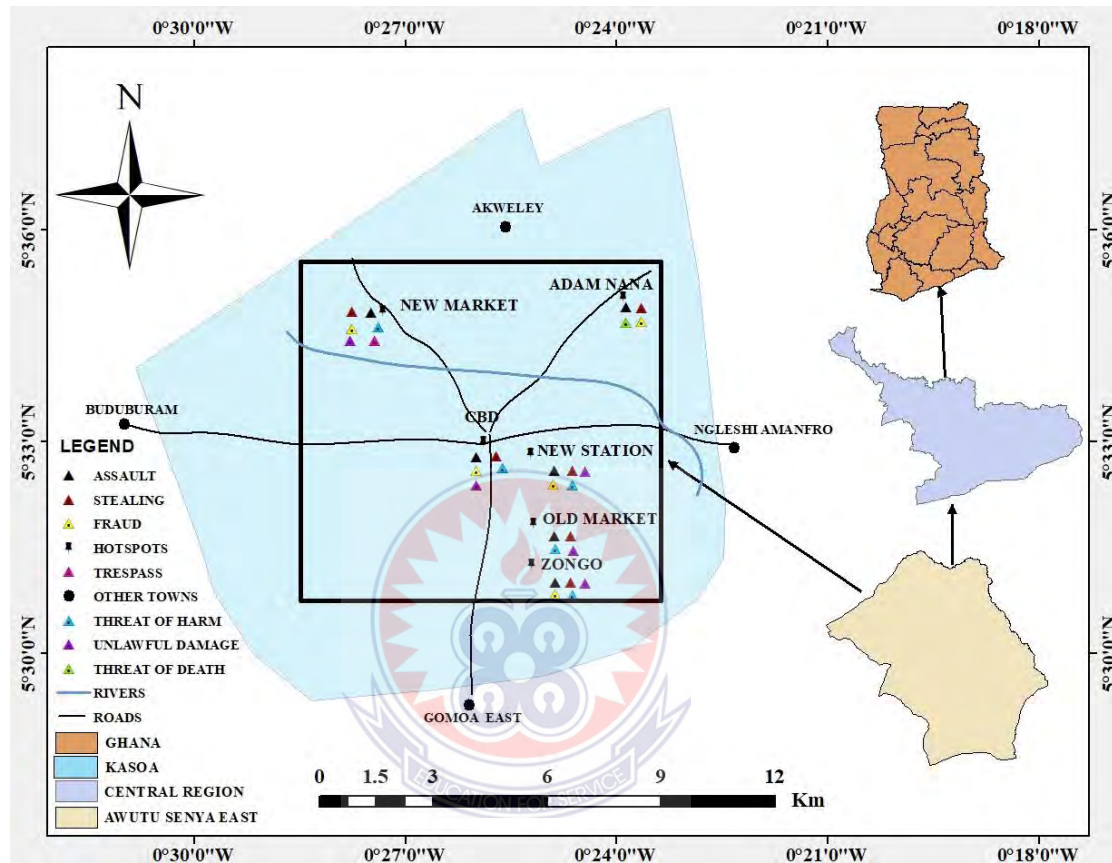 0°30'0"W 0°27'0"W 0°24'0"W 0°21'0"W 0°18'0"W
N
5°36'0"N
5°36'0"N
AKWELEY
ADAM NANA
NEW MARKET
BUDUBURAM
CBD
NGLESHI AMANFRO
5°33'0"N
5°33'0"N
NEW STATION
OLD MARKET
ZONGO
5°30'0"N
5°30'0"N
GOMOA EAST
LEGEND
ASSAULT
STEALING
FRAUD
HOTSPOTS
TRESPASS
OTHER TOWNS
THREAT OF HARM
UNLAWFUL DAMAGE
THREAT OF DEATH
RIVERS
ROADS
GHANA
KASOA
CENTRAL REGION
AWUTU SENYA EAST
0 1.5 3 6 9 12
Km
EDUCATION FOR SERVICE
0°30'0"W 0°27'0"W 0°24'0"W 0°21'0"W 0°18'0"W